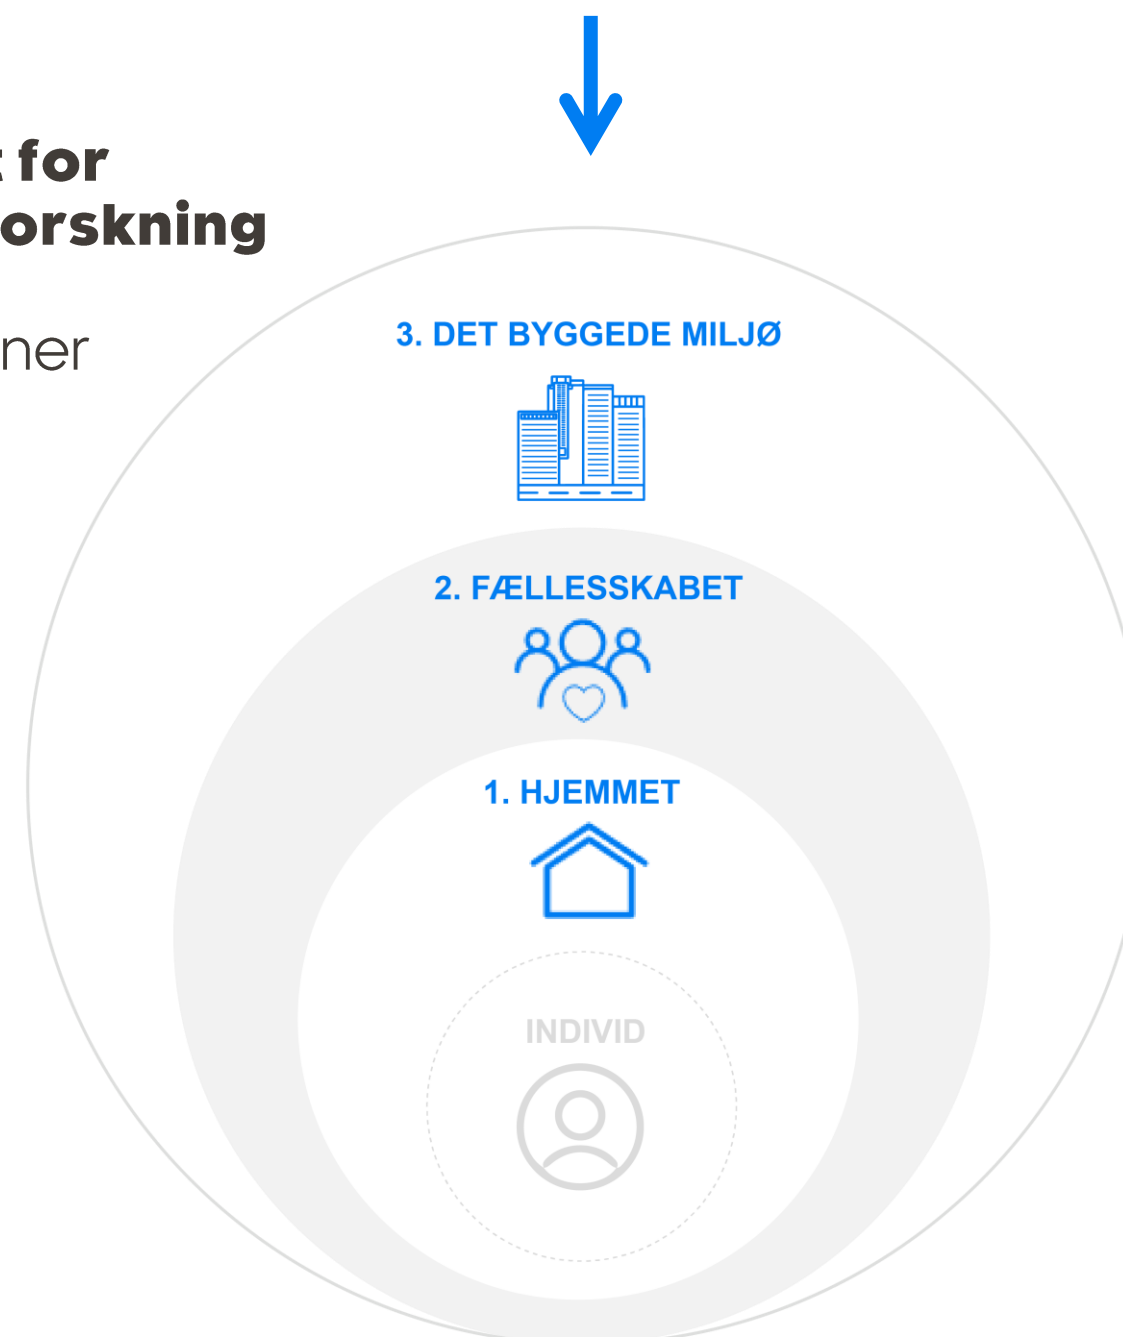 t for
orskning
ner
3. DET BYGGEDE MILJØ
2. FÆLLESSKABET
1. HJEMMET
INDIVID